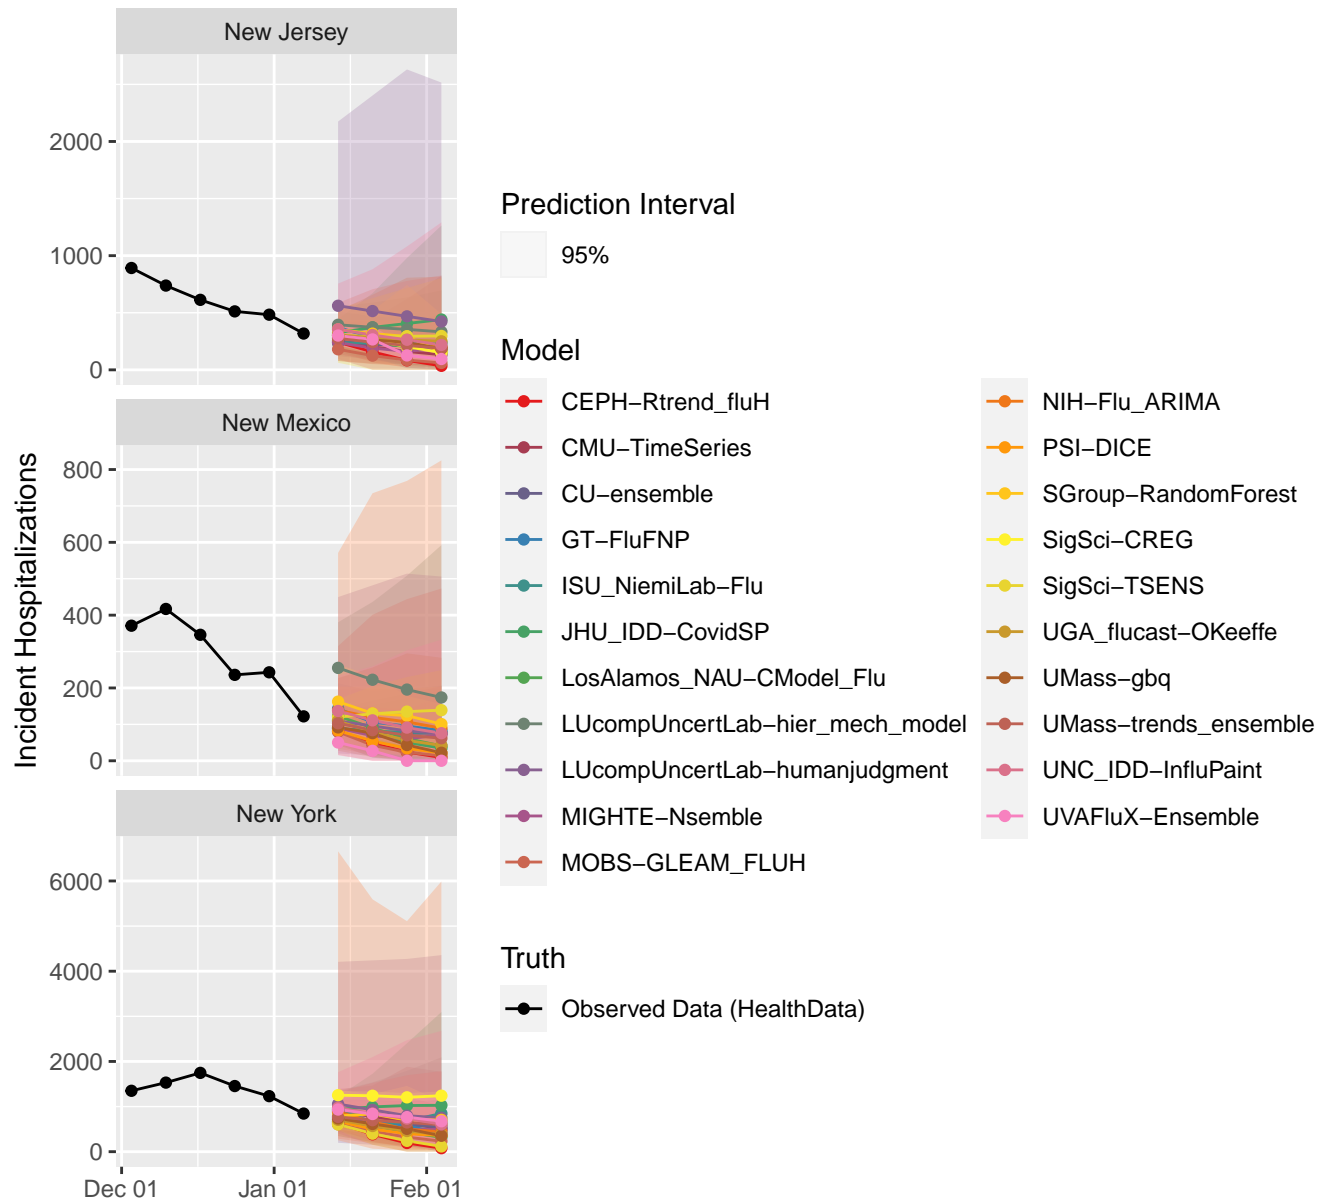 New Jersey
2000
1000
0
New Mexico
800
600
400
200
0
New York
6000
4000
2000
0
Dec 01
Jan 01
Feb 01
Incident Hospitalizations
Prediction Interval
95%
Model
CEPH−Rtrend_fluH
CMU−TimeSeries
CU−ensemble
GT−FluFNP
ISU_NiemiLab−Flu
JHU_IDD−CovidSP
LosAlamos_NAU−CModel_Flu
LUcompUncertLab−hier_mech_model
LUcompUncertLab−humanjudgment
MIGHTE−Nsemble
MOBS−GLEAM_FLUH
NIH−Flu_ARIMA
PSI−DICE
SGroup−RandomForest
SigSci−CREG
SigSci−TSENS
UGA_flucast−OKeeffe
UMass−gbq
UMass−trends_ensemble
UNC_IDD−InfluPaint
UVAFluX−Ensemble
Truth
Observed Data (HealthData)